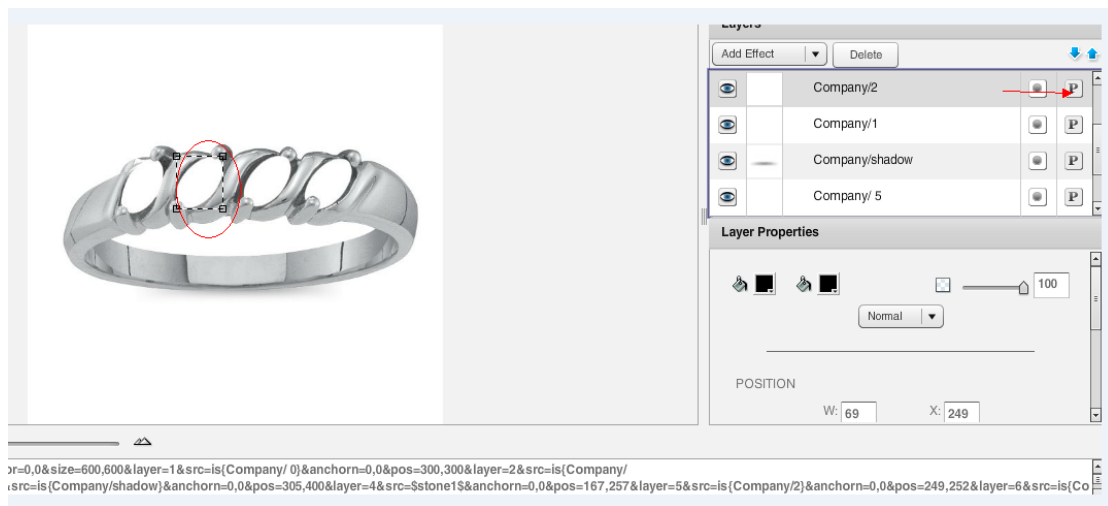 Layers
Add Effect
Delete
Company/2
P
Company/1
P
Company/shadow
P
Company/ 5
P
Layer Properties
100
Normal
POSITION
W: 69 X: 249
or=0,0&size=600,600&layer=1&src=is{Company/ 0}&anchorn=0,0&pos=300,300&layer=2&src=is{Company/
&src=is{Company/shadow}&anchorn=0,0&pos=305,400&layer=4&src=$stone1$&anchorn=0,0&pos=167,257&layer=5&src=is{Company/2}&anchorn=0,0&pos=249,252&layer=6&src=is{Co